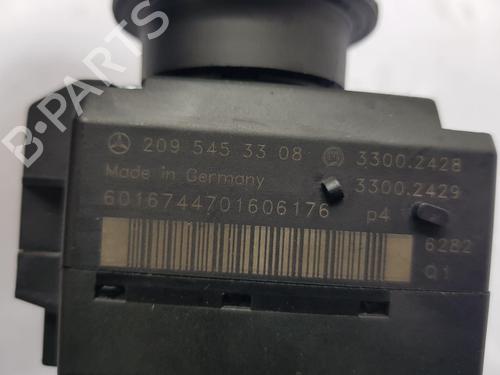 209 545 33 08 3300.2428
Made in Germany 3300.2429
6016744701606176 p4
6282
Q1
B-PARTS